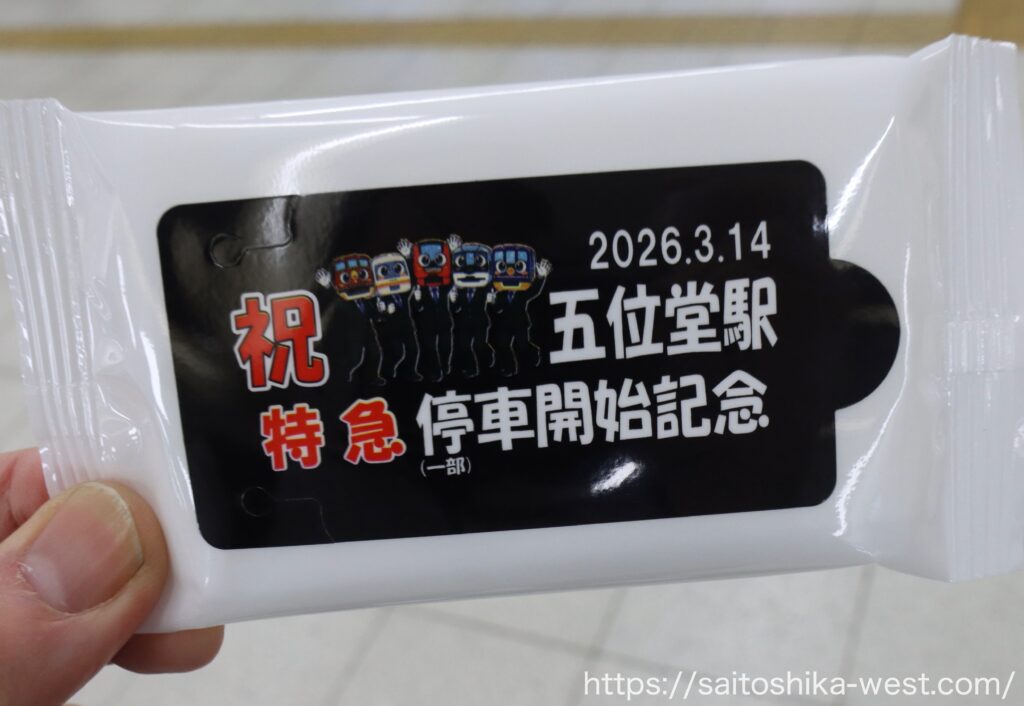 2026.3.14
祝 五位堂駅
特急 停車開始記念
(一部)
https://saitoshika-west.com/